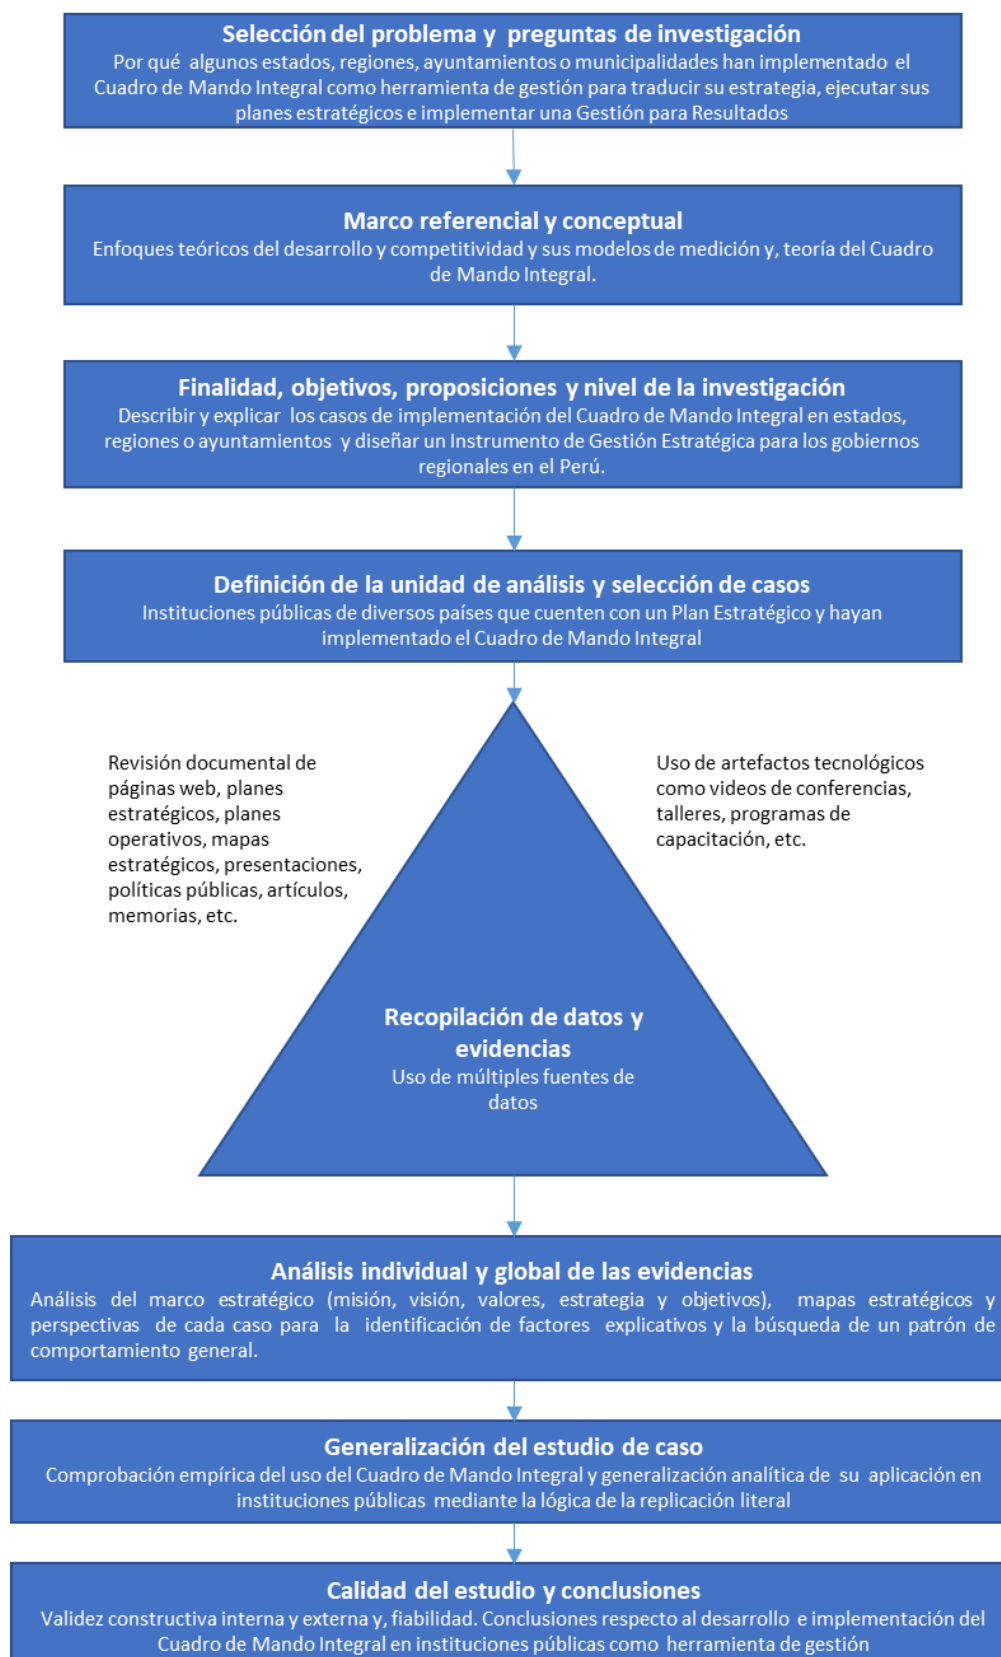 Selección del problema y preguntas de investigación
Por qué algunos estados, regiones, ayuntamientos o municipalidades han implementado el
Cuadro de Mando Integral como herramienta de gestión para traducir su estrategia, ejecutar sus
planes estratégicos e implementar una Gestión para Resultados
Marco referencial y conceptual
Enfoques teóricos del desarrollo y competitividad y sus modelos de medición y, teoría del Cuadro
de Mando Integral.
Finalidad, objetivos, proposiciones y nivel de la investigación
Describir y explicar los casos de implementación del Cuadro de Mando Integral en estados,
regiones o ayuntamientos y diseñar un Instrumento de Gestión Estratégica para los gobiernos
regionales en el Perú.
Definición de la unidad de análisis y selección de casos
Instituciones públicas de diversos países que cuenten con un Plan Estratégico y hayan
implementado el Cuadro de Mando Integral
Revisión documental de
páginas web, planes
estratégicos, planes
operativos, mapas
estratégicos, presentaciones,
políticas públicas, artículos,
memorias, etc.
Uso de artefactos tecnológicos
como videos de conferencias,
talleres, programas de
capacitación, etc.
Recopilación de datos y
evidencias
Uso de múltiples fuentes de
datos
Análisis individual y global de las evidencias
Análisis del marco estratégico (misión, visión, valores, estrategia y objetivos), mapas estratégicos y
perspectivas de cada caso para la identificación de factores explicativos y la búsqueda de un patrón de
comportamiento general.
Generalización del estudio de caso
Comprobación empírica del uso del Cuadro de Mando Integral y generalización analítica de su aplicación en
instituciones públicas mediante la lógica de la replicación literal
Calidad del estudio y conclusiones
Validez constructiva interna y externa y, fiabilidad. Conclusiones respecto al desarrollo e implementación del
Cuadro de Mando Integral en instituciones públicas como herramienta de gestión